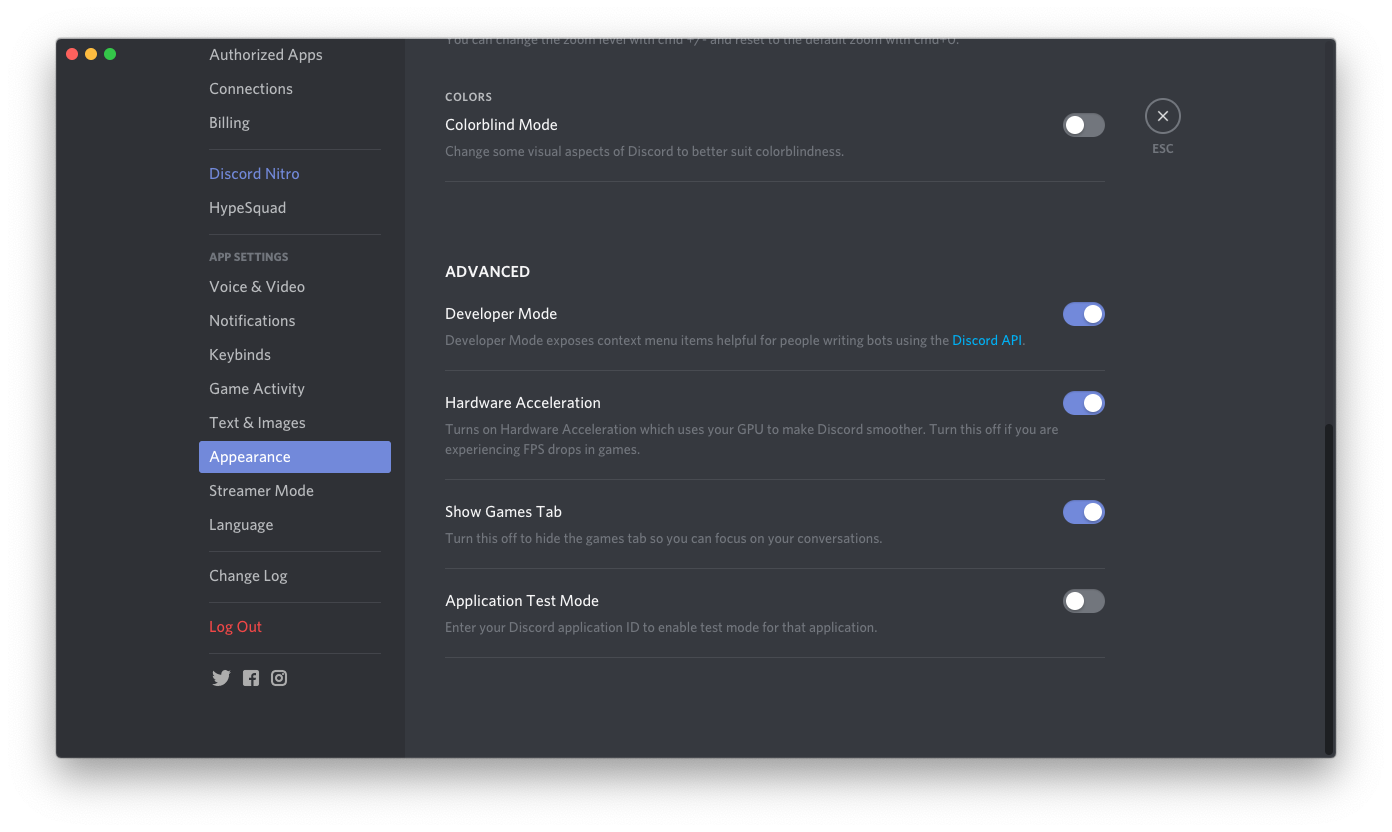 Authorized Apps
Connections
Billing
Discord Nitro
HypeSquad
APP SETTINGS
Voice & Video
Notifications
Keybinds
Game Activity
Text & Images
Appearance
Streamer Mode
Language
Change Log
Log Out
You can change the zoom level with cmd +/- and reset to the default zoom with cmd+0.
COLORS
Colorblind Mode
Change some visual aspects of Discord to better suit colorblindness.
ESC
ADVANCED
Developer Mode
Developer Mode exposes context menu items helpful for people writing bots using the Discord API.
Hardware Acceleration
Turns on Hardware Acceleration which uses your GPU to make Discord smoother. Turn this off if you are
experiencing FPS drops in games.
Show Games Tab
Turn this off to hide the games tab so you can focus on your conversations.
Application Test Mode
Enter your Discord application ID to enable test mode for that application.